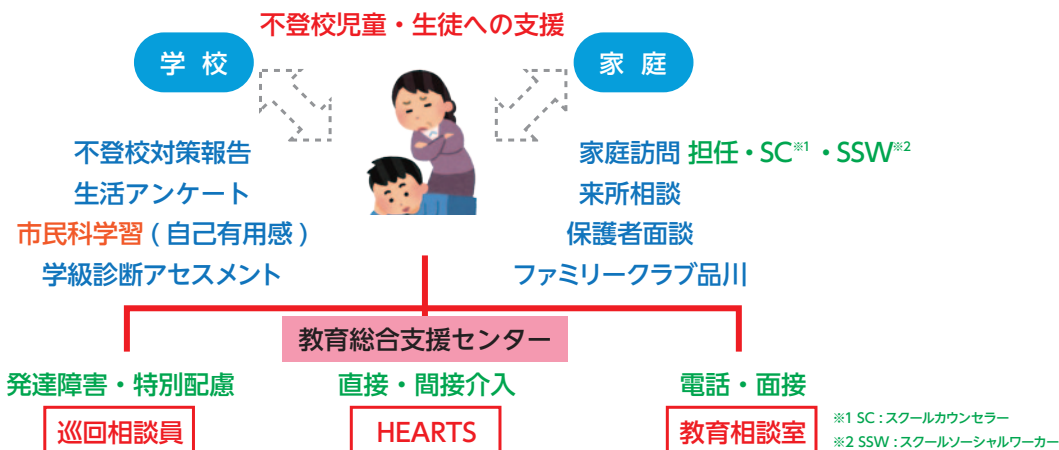 不登校児童・生徒への支援
学校
家庭
不登校対策報告
生活アンケート
市民科学習(自己有用感)
学級診断アセスメント
家庭訪問 担任・SC※1・SSW※2
来所相談
保護者面談
ファミリークラブ品川
教育総合支援センター
発達障害・特別配慮
巡回相談員
直接・間接介入
HEARTS
電話・面接
教育相談室
※1 SC:スクールカウンセラー
※2 SSW:スクールソーシャルワーカー